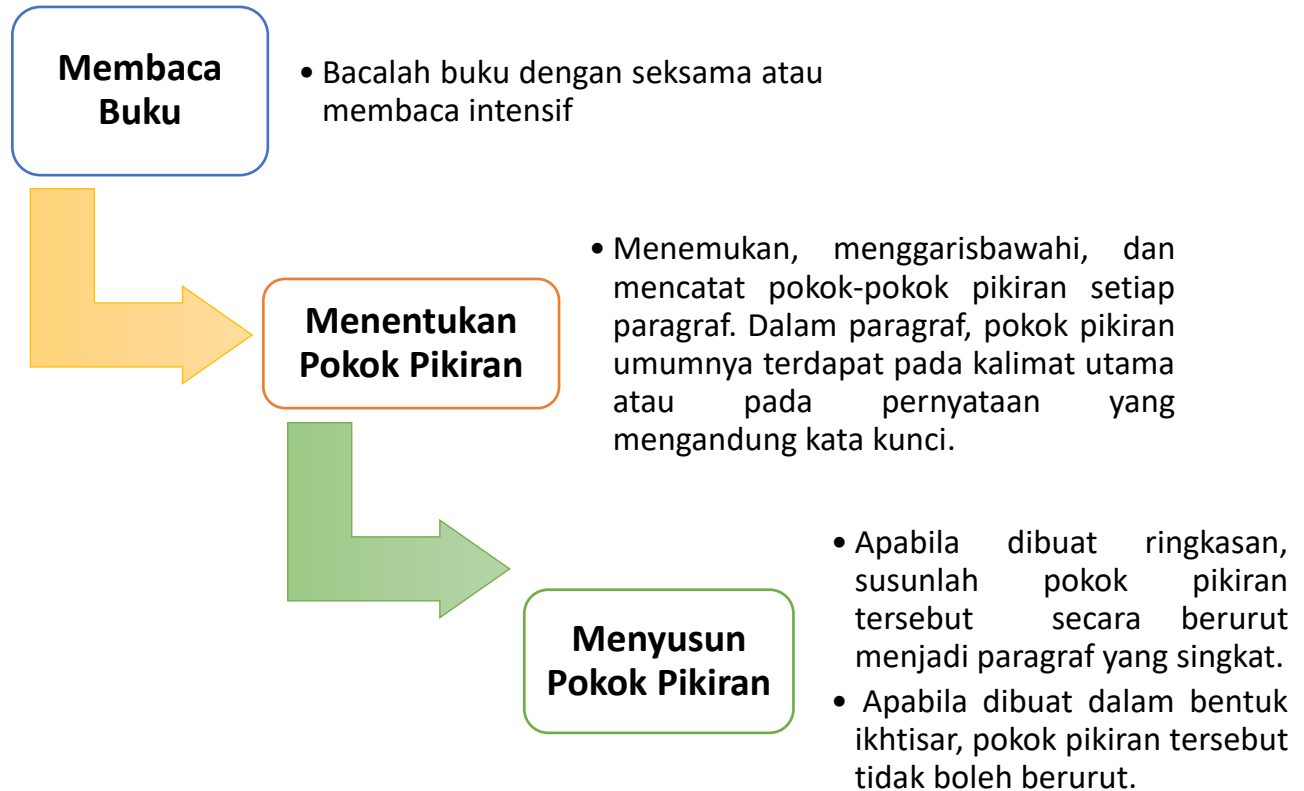 Membaca
Buku
• Bacalah buku dengan seksama atau
membaca intensif
Menentukan
Pokok Pikiran
• Menemukan, menggarisbawahi, dan
mencatat pokok-pokok pikiran setiap
paragraf. Dalam paragraf, pokok pikiran
umumnya terdapat pada kalimat utama
atau pada pernyataan yang
mengandung kata kunci.
Menyusun
Pokok Pikiran
• Apabila dibuat ringkasan,
susunlah pokok pikiran
tersebut secara berurut
menjadi paragraf yang singkat.
• Apabila dibuat dalam bentuk
ikhtisar, pokok pikiran tersebut
tidak boleh berurut.